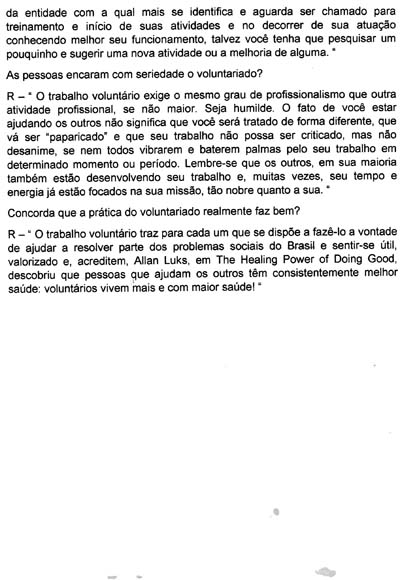 da entidade com a qual mais se identifica e aguarda ser chamado para
treinamento e início de suas atividades e no decorrer de sua atuação
conhecendo melhor seu funcionamento, talvez você tenha que pesquisar um
pouquinho e sugerir uma nova atividade ou a melhoria de alguma. “
As pessoas encaram com seriedade o voluntariado?
R – “ O trabalho voluntário exige o mesmo grau de profissionalismo que outra
atividade profissional, se não maior. Seja humilde. O fato de você estar
ajudando os outros não significa que você será tratado de forma diferente, que
vá ser “paparicado” e que seu trabalho não possa ser criticado, mas não
desanime, se nem todos vibrarem e baterem palmas pelo seu trabalho em
determinado momento ou período. Lembre-se que os outros, em sua maioria
também estão desenvolvendo seu trabalho e, muitas vezes, seu tempo e
energia já estão focados na sua missão, tão nobre quanto a sua. “
Concorda que a prática do voluntariado realmente faz bem?
R – “ O trabalho voluntário traz para cada um que se dispõe a fazê-lo a vontade
de ajudar a resolver parte dos problemas sociais do Brasil e sentir-se útil,
valorizado e, acreditem, Allan Luks, em The Healing Power of Doing Good,
descobriu que pessoas que ajudam os outros têm consistentemente melhor
saúde: voluntários vivem mais e com maior saúde! “